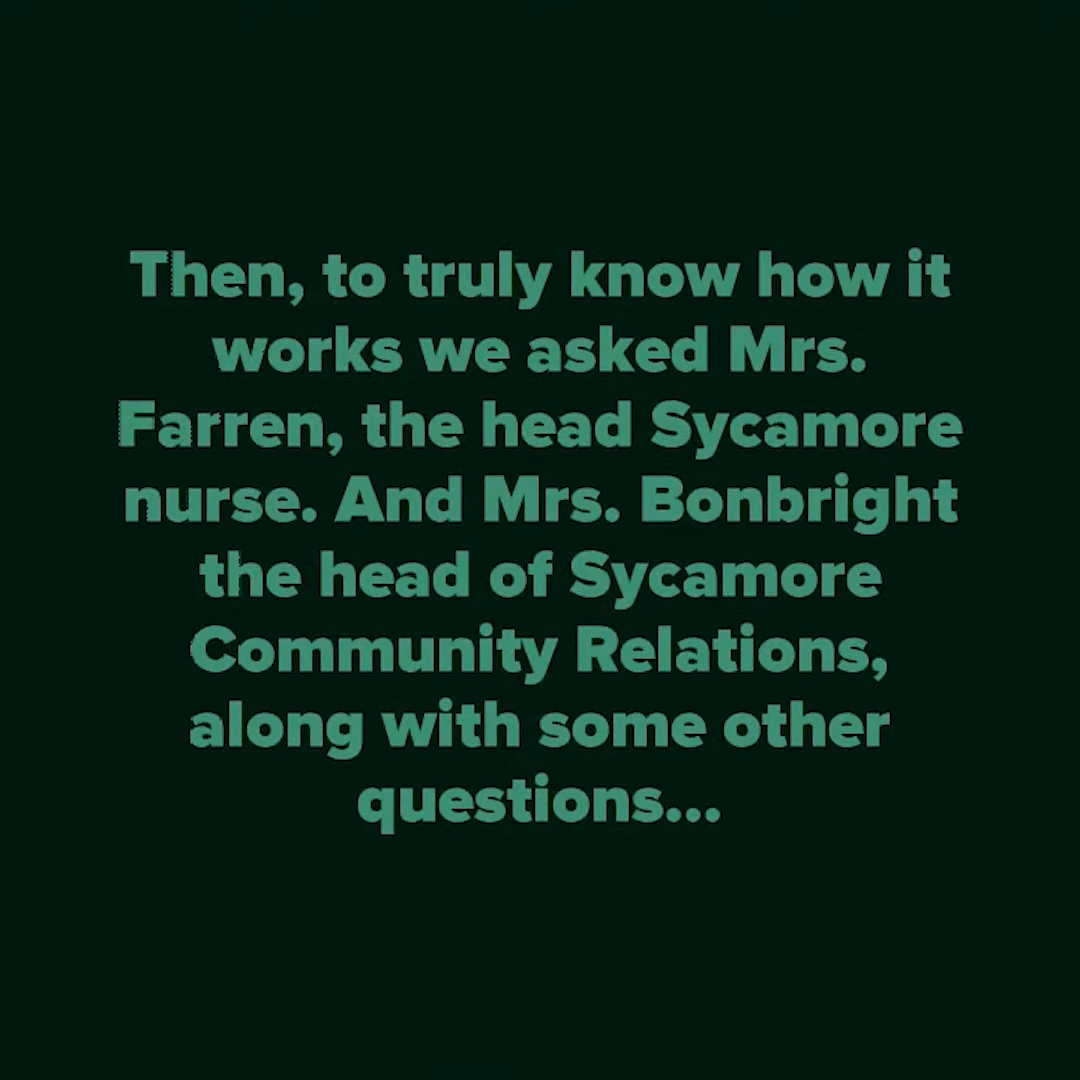 Then, to truly know how it
works we asked Mrs.
Farren, the head Sycamore
nurse. And Mrs. Bonbright
the head of Sycamore
Community Relations,
along with some other
questions...